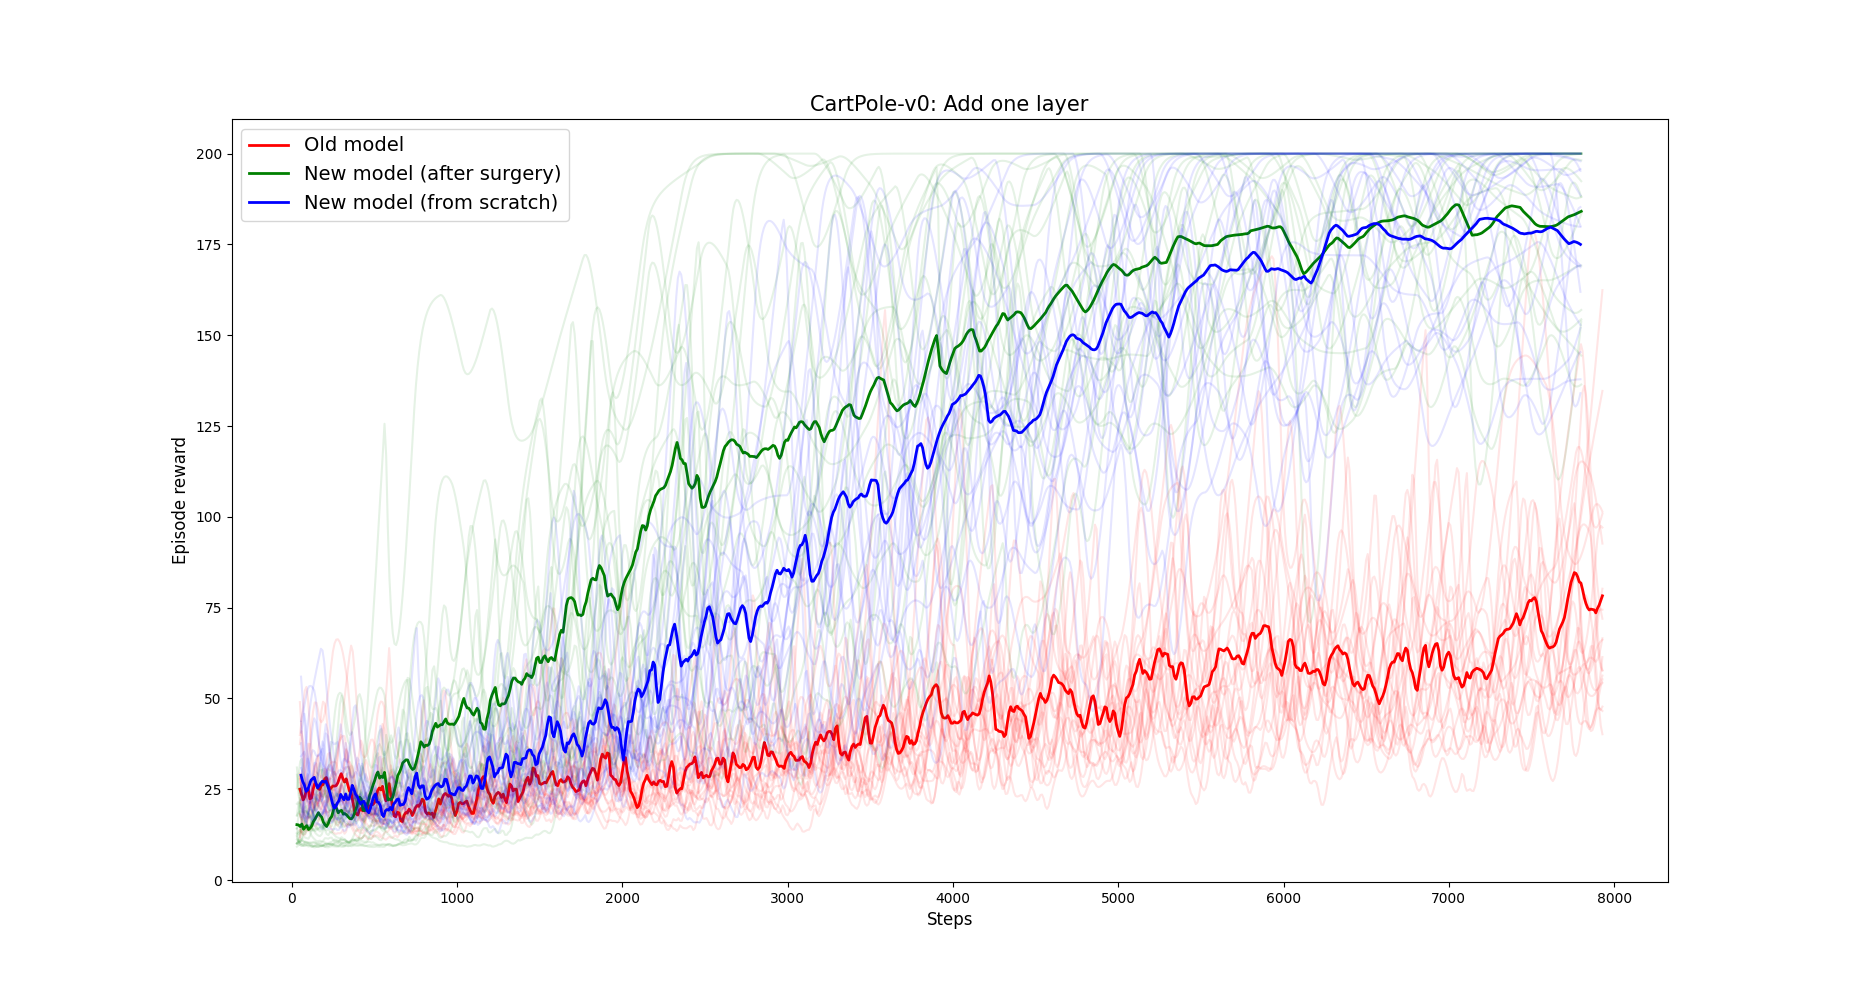 CartPole-v0: Add one layer
Old model
New model (after surgery)
New model (from scratch)
Episode reward
200
175
150
125
100
75
50
25
0
0 1000 2000 3000 4000 5000 6000 7000 8000
Steps